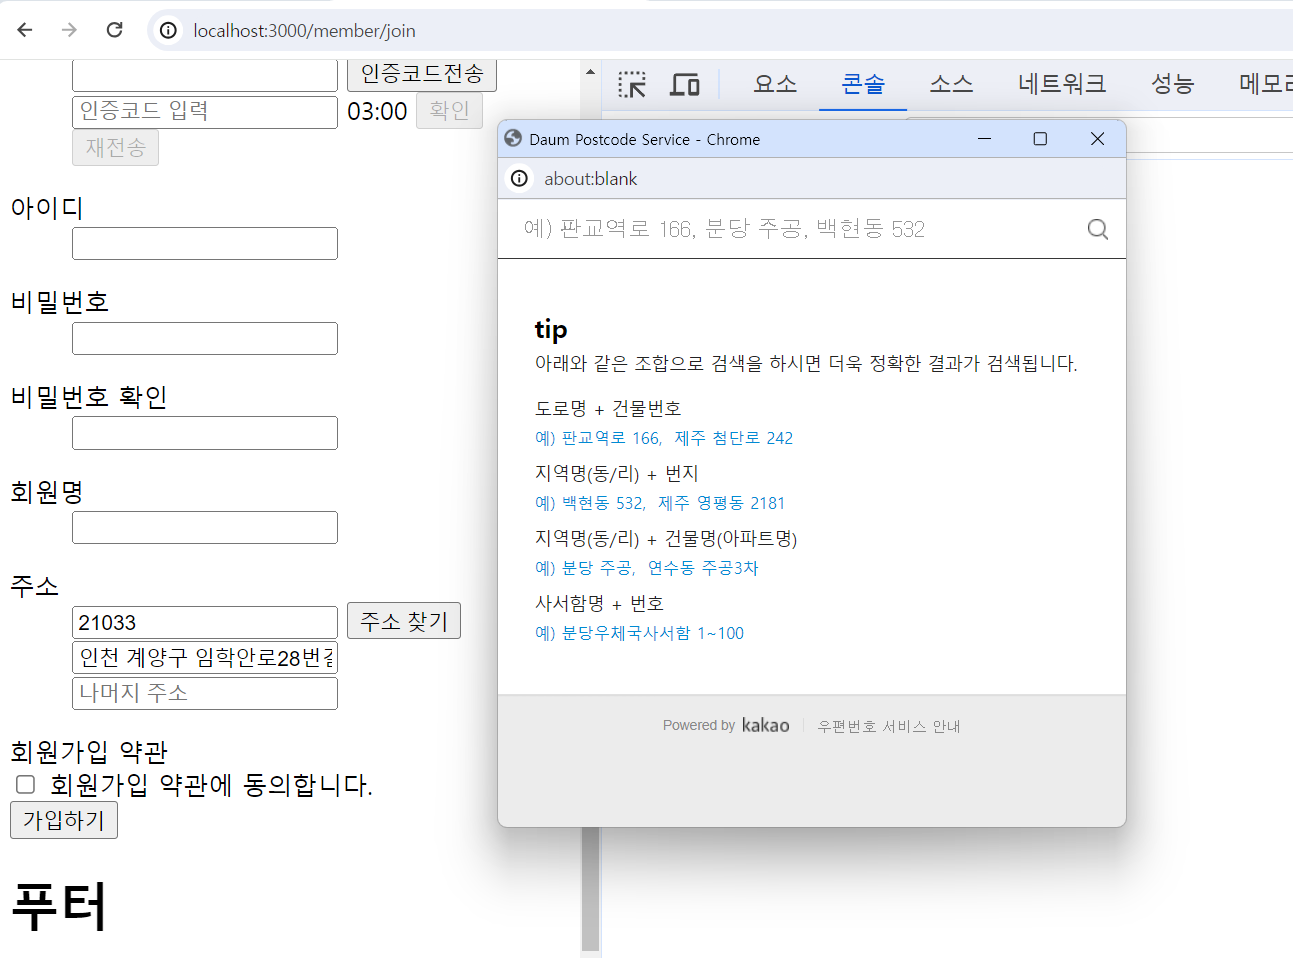 localhost:3000/member/join
인증코드전송
인증코드 입력 03:00 확인
재전송
아이디
비밀번호
비밀번호 확인
회원명
주소
21033 주소 찾기
인천 계양구 임학안로28번길
나머지 주소
회원가입 약관
회원가입 약관에 동의합니다.
가입하기
푸터
요소 콘솔 소스 네트워크 성능 메모리
Daum Postcode Service - Chrome
about:blank
예) 판교역로 166, 분당 주공, 백현동 532
tip
아래와 같은 조합으로 검색을 하시면 더욱 정확한 결과가 검색됩니다.
도로명 + 건물번호
예) 판교역로 166, 제주 첨단로 242
지역명(동/리) + 번지
예) 백현동 532, 제주 영평동 2181
지역명(동/리) + 건물명(아파트명)
예) 분당 주공, 연수동 주공3차
사서함명 + 번호
예) 분당우체국사서함 1~100
Powered by kakao 우편번호 서비스 안내